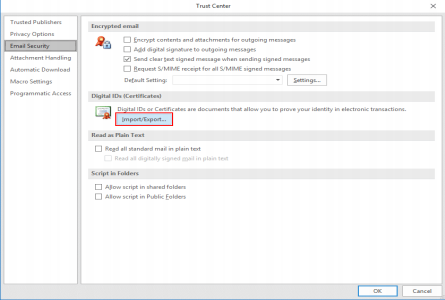 Trust Center
Trusted Publishers
Privacy Options
Email Security
Attachment Handling
Automatic Download
Macro Settings
Programmatic Access
Encrypted email
Encrypt contents and attachments for outgoing messages
Add digital signature to outgoing messages
Send clear text signed message when sending signed messages
Request S/MIME receipt for all S/MIME signed messages
Default Setting:
Settings...
Digital IDs (Certificates)
Digital IDs or Certificates are documents that allow you to prove your identity in electronic transactions.
Import/Export...
Read as Plain Text
Read all standard mail in plain text
Read all digitally signed mail in plain text
Script in Folders
Allow script in shared folders
Allow script in Public Folders
OK
Cancel